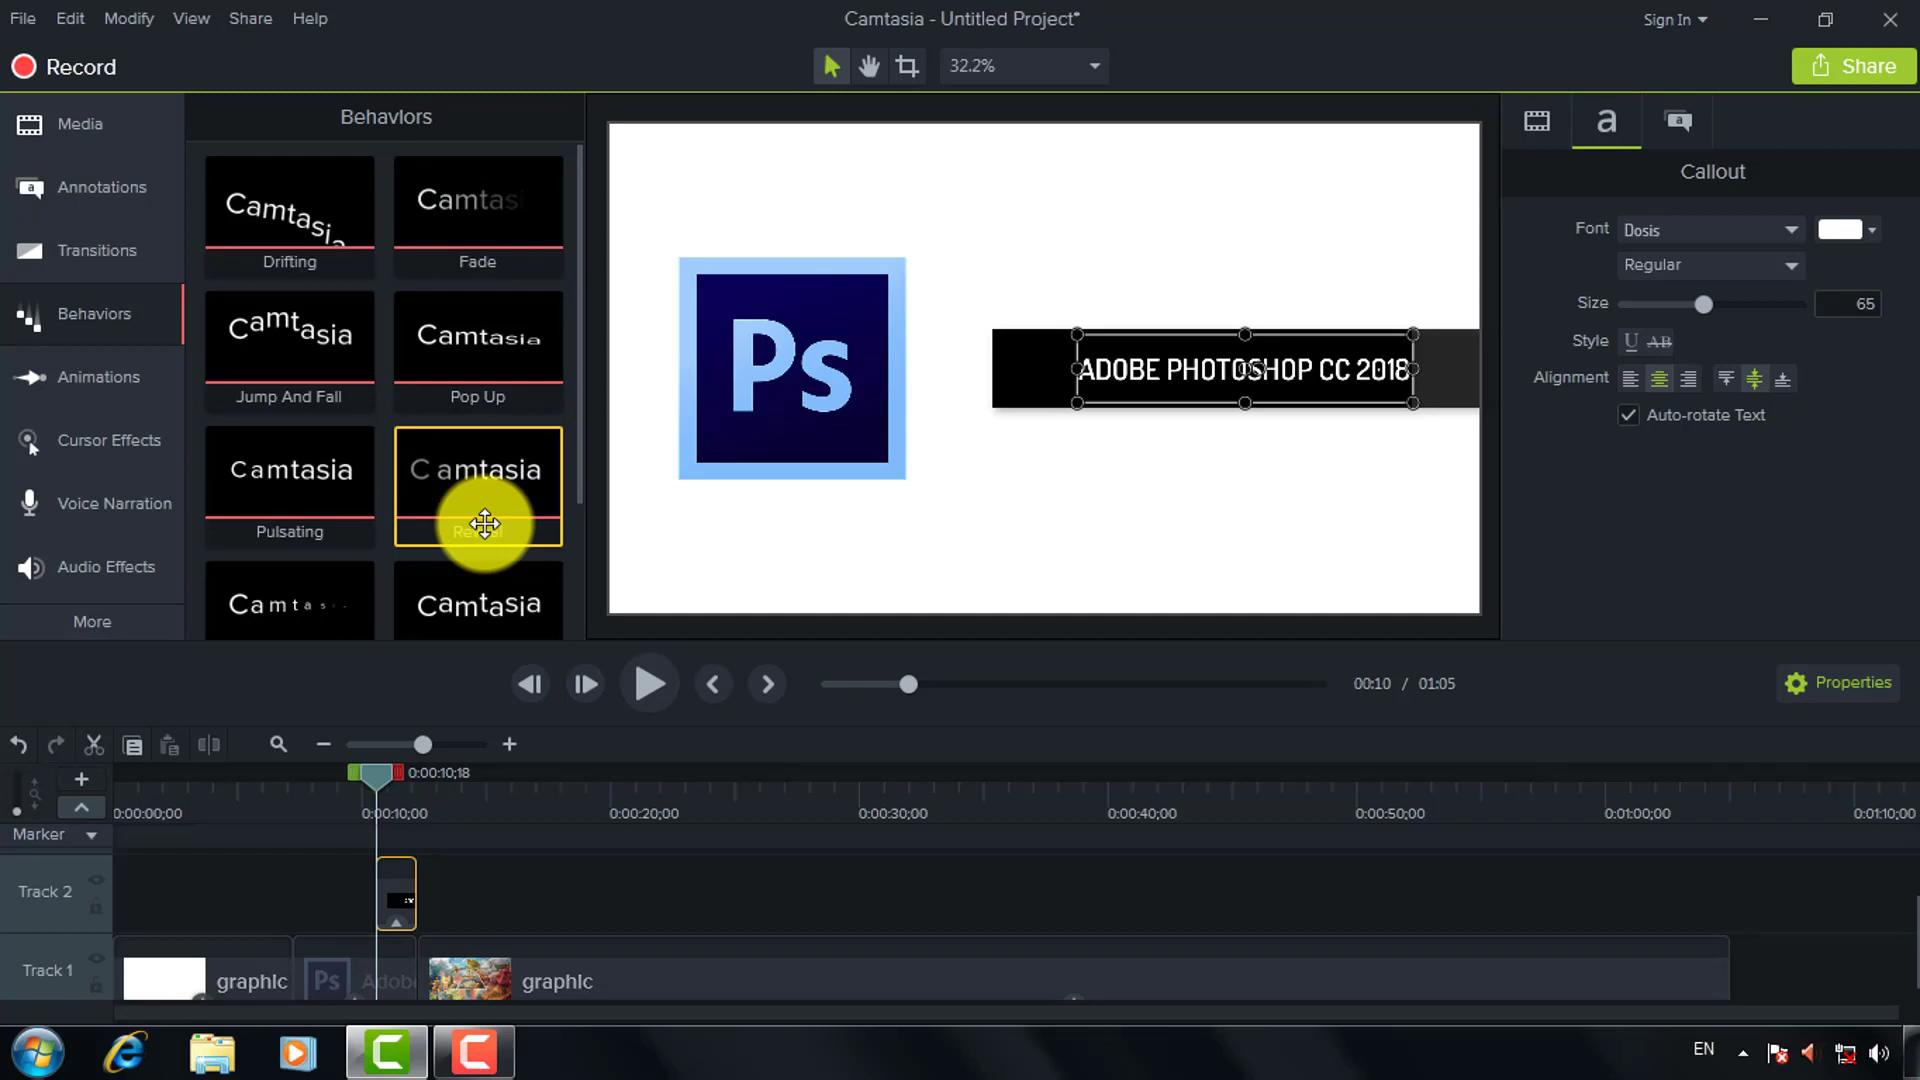 File Edit Modify View Share Help
Camtasia - Untitled Project*
Sign In
Record
32.2%
Share
Media
Annotations
Transitions
Behaviors
Animations
Cursor Effects
Voice Narration
Audio Effects
More
Behaviors
Camtasia
Drifting
Camtasi
Fade
Camtasia
Jump And Fall
Camtasia
Pop Up
Camtasia
Pulsating
Camtasia
Reveal
Camtas
Camtasia
Ps
ADOBE PHOTOSHOP CC 2018
a
Callout
Font
Dosis
Regular
Size
65
Style
U AB
Alignment
Auto-rotate Text
00:10 / 01:05
Properties
0:00:10;18
0:00:00;00
0:00:10;00
0:00:20;00
0:00:30;00
0:00:40;00
0:00:50;00
0:01:00;00
0:01:10;00
Marker
Track 2
Track 1
graphic
Ps
Adobe
graphic
EN